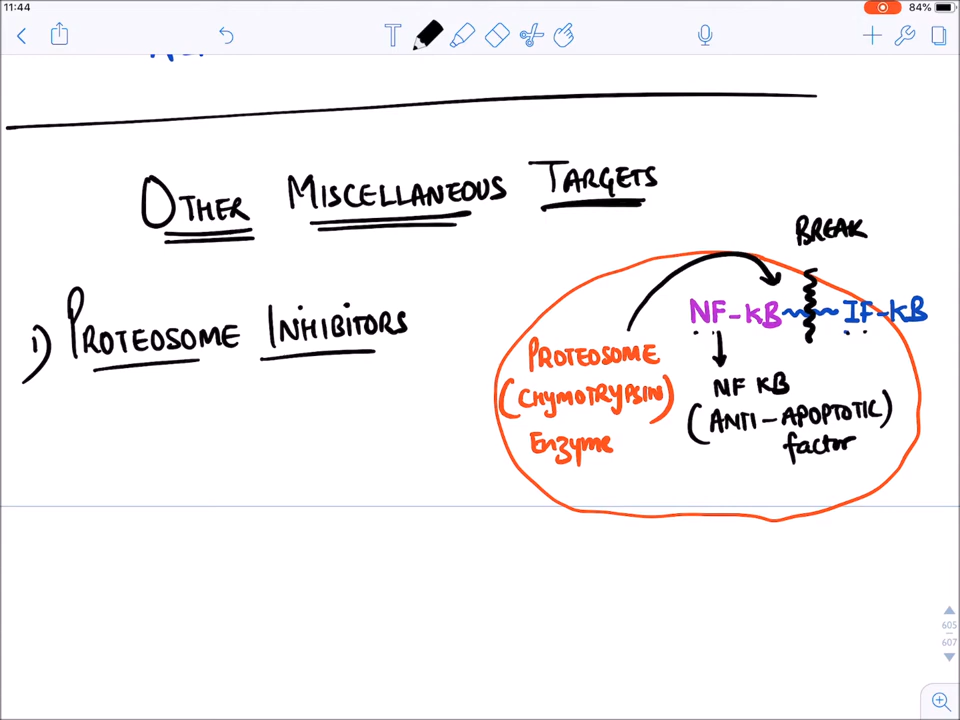 11:44
84%
T
OTHER MISCELLANEOUS TARGETS
BREAK
1) PROTEOSOME INHIBITORS
NF-KB IF-KB
PROTEOSOME
(CHYMOTRYPSIN)
Enzyme
NF KB
(ANTI-APOPTOTIC)
factor
605
607